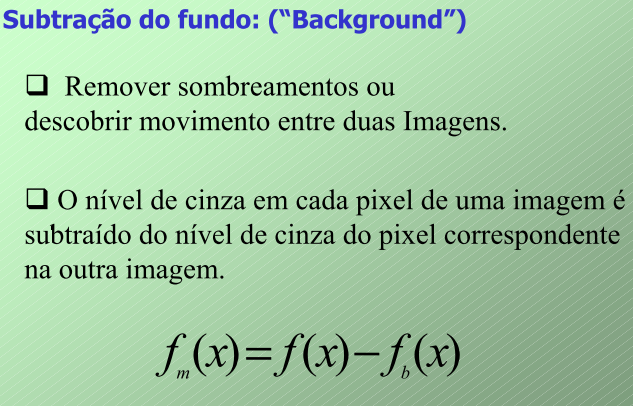 Subtração do fundo: ("Background")
❑ Remover sombreamentos ou
descobrir movimento entre duas Imagens.
❑ O nível de cinza em cada pixel de uma imagem é
subtraído do nível de cinza do pixel correspondente
na outra imagem.
fₘ(x)=f(x)−f_b(x)